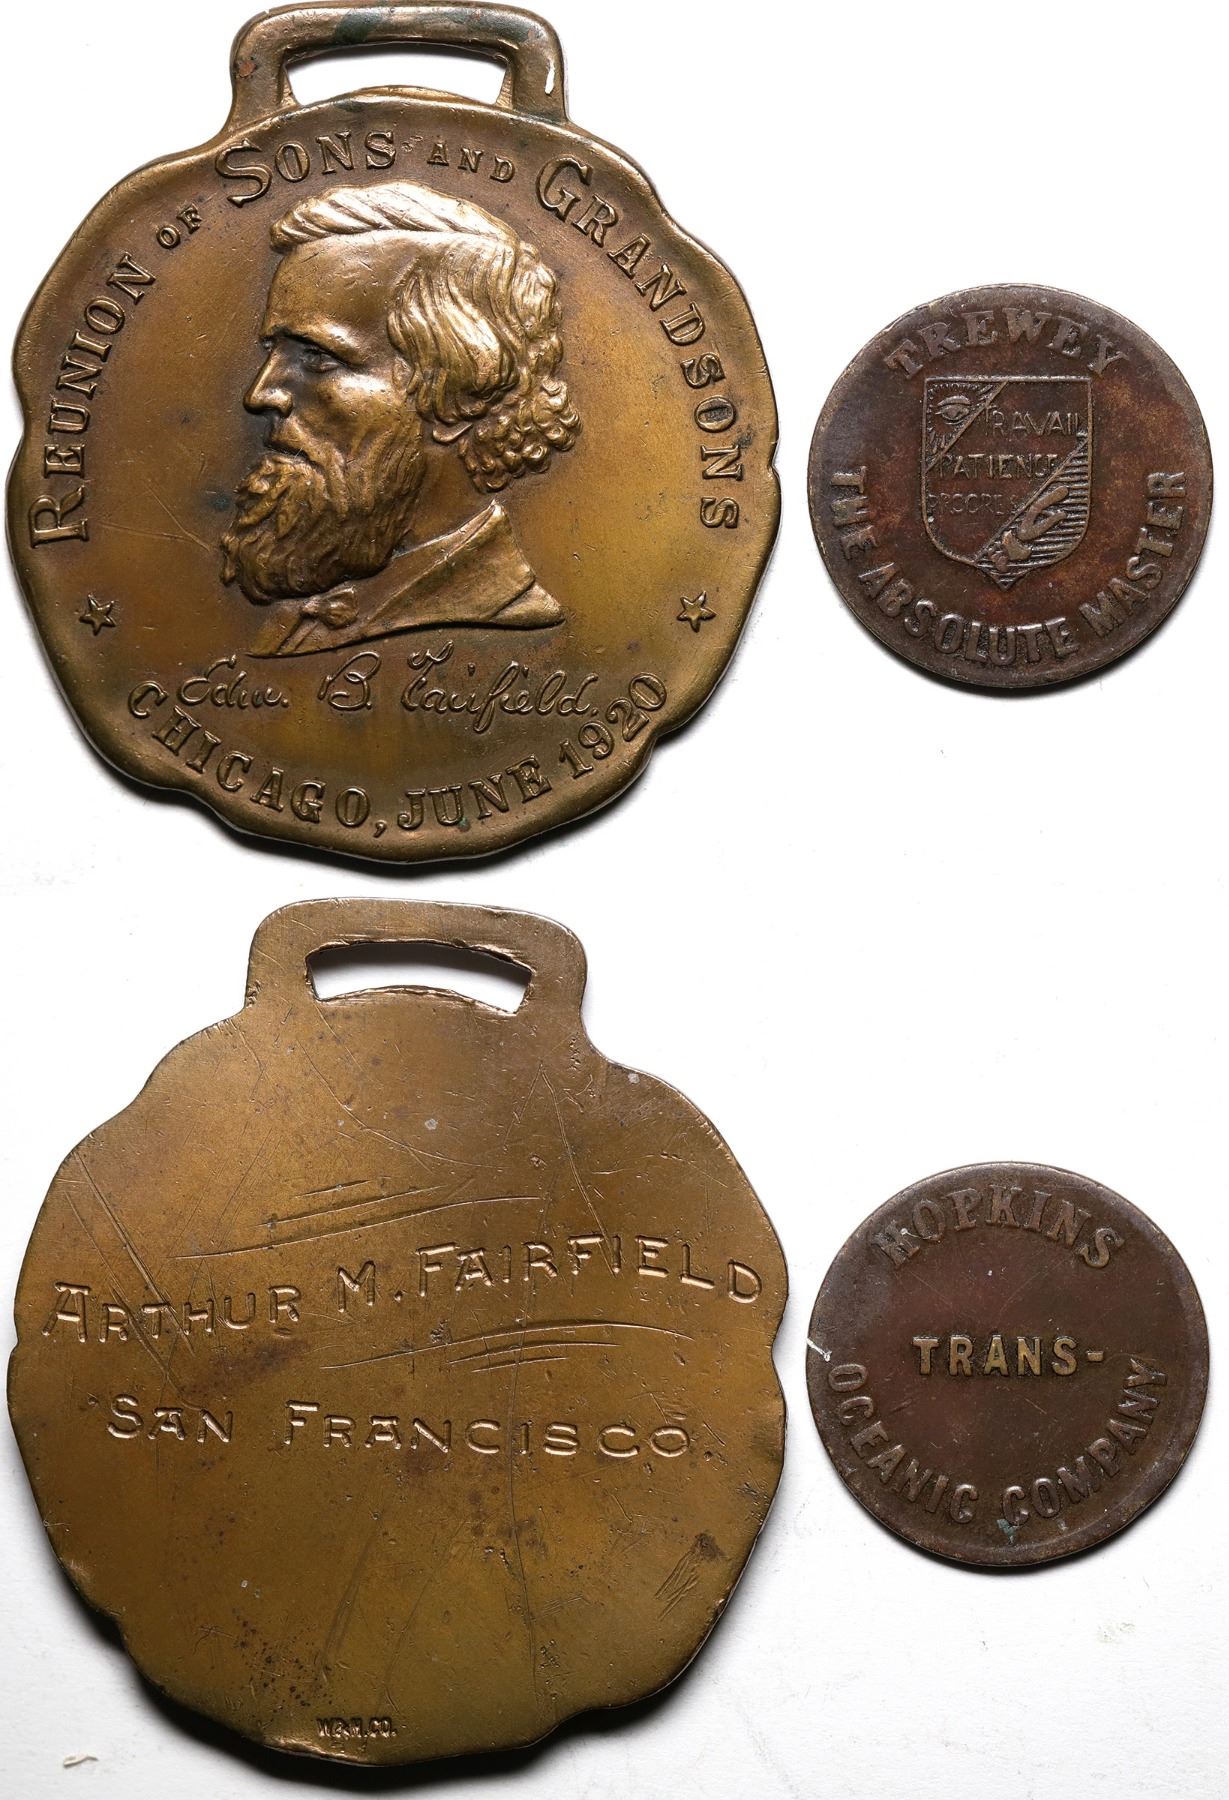 REUNION OF SONS AND GRANDSONS
Edw. B. Fairfield.
CHICAGO, JUNE 1920
TREWEY
TRAVAIL
PATIENCE
THE ABSOLUTE MASTER
ARTHUR M. FAIRFIELD
SAN FRANCISCO.
HOPKINS
TRANS-
OCEANIC COMPANY